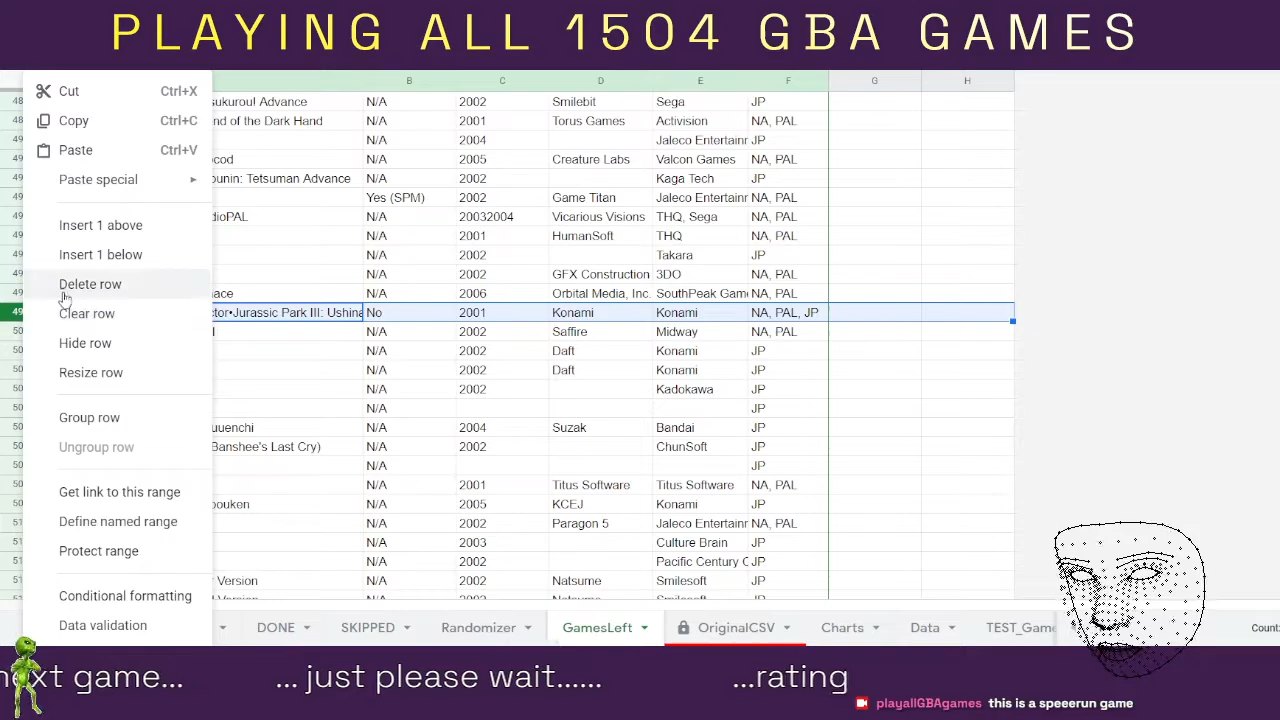 PLAYING ALL 1504 GBA GAMES
B C D E F G H
Cut Ctrl+X
Copy Ctrl+C
Paste Ctrl+V
Paste special
Insert 1 above
Insert 1 below
Delete row
Clear row
Hide row
Resize row
Group row
Ungroup row
Get link to this range
Define named range
Protect range
Conditional formatting
Data validation
sukurou! Advance N/A 2002 Smilebit Sega JP
nd of the Dark Hand N/A 2001 Torus Games Activision NA, PAL
N/A 2004 Jaleco Entertainr JP
cod N/A 2005 Creature Labs Valcon Games NA, PAL
ounin: Tetsuman Advance N/A 2002 Kaga Tech JP
Yes (SPM) 2002 Game Titan Jaleco Entertainr NA, PAL
dioPAL N/A 20032004 Vicarious Visions THQ, Sega NA, PAL
N/A 2001 HumanSoft THQ NA, PAL
N/A 2002 Takara JP
N/A 2002 GFX Construction 3DO NA, PAL
nace N/A 2006 Orbital Media, Inc. SouthPeak Gam NA, PAL
ctor•Jurassic Park III: Ushina No 2001 Konami Konami NA, PAL, JP
l N/A 2002 Saffire Midway NA, PAL
N/A 2002 Daft Konami JP
N/A 2002 Daft Konami JP
N/A 2002 Kadokawa JP
N/A JP
uuenchi N/A 2004 Suzak Bandai JP
Banshee's Last Cry) N/A 2002 ChunSoft JP
N/A JP
N/A 2001 Titus Software Titus Software NA, PAL
bouken N/A 2005 KCEJ Konami JP
N/A 2002 Paragon 5 Jaleco Entertainr NA, PAL
N/A 2003 Culture Brain JP
N/A 2002 Pacific Century C JP
Version N/A 2002 Natsume Smilesoft JP
DONE SKIPPED Randomizer GamesLeft OriginalCSV Charts Data TEST_Game Count:
next game... ... just please wait...... ...rating
playallGBAgames this is a speeerun game